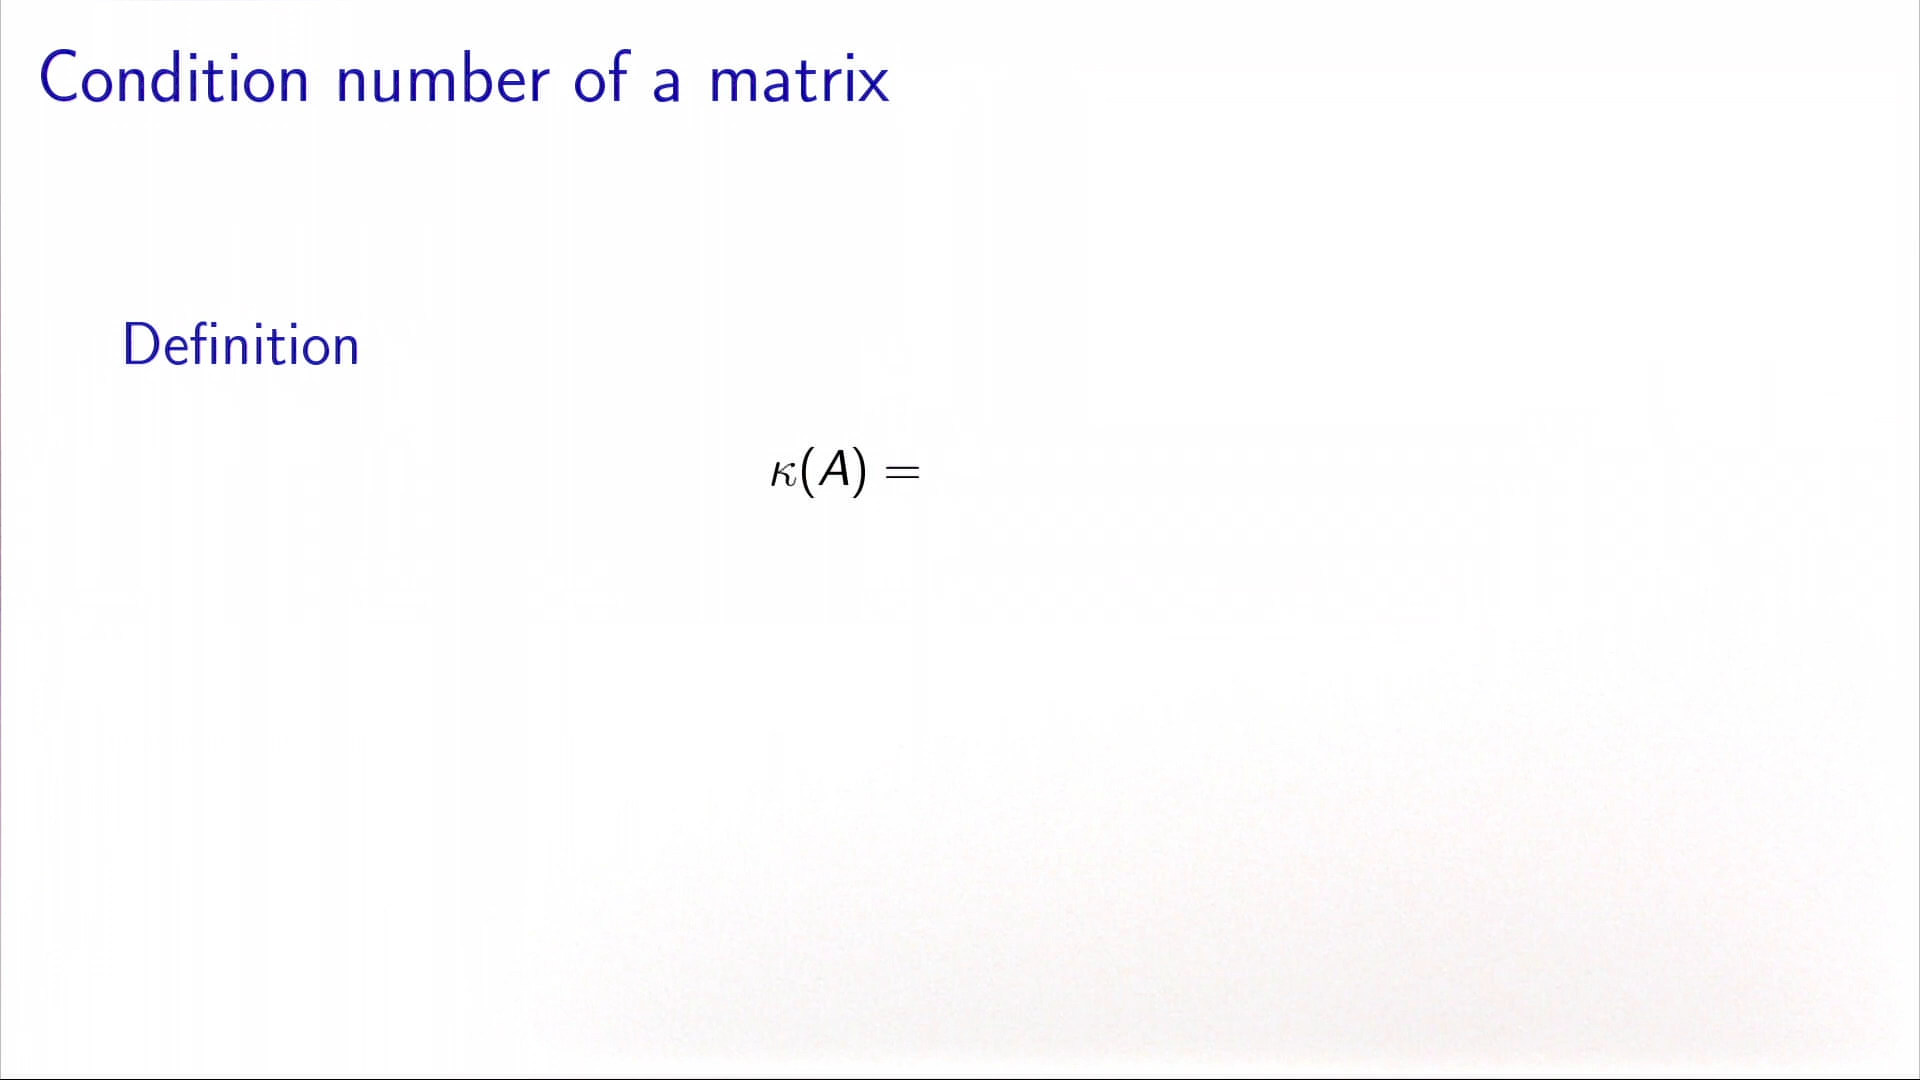 Condition number of a matrix
Definition
κ(A) =